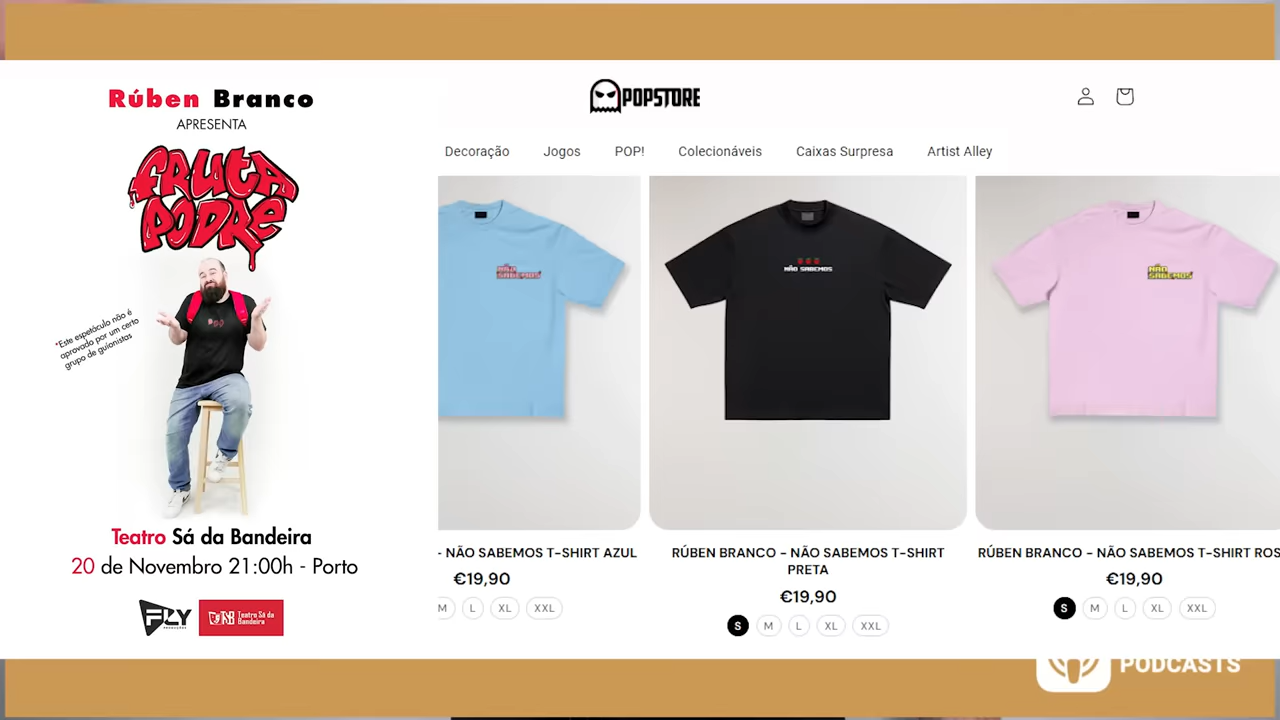 Rúben Branco
APRESENTA
FRUTA
PODRE
*Este espetáculo não é
aprovado por um certo
grupo de guionistas
Teatro Sá da Bandeira
20 de Novembro 21:00h - Porto
FLY
PRODUÇÕES
TSB Teatro Sá da
Bandeira
POPSTORE
Decoração Jogos POP! Colecionáveis Caixas Surpresa Artist Alley
NÃO
SABEMOS
NÃO SABEMOS
NÃO
SABEMOS
- NÃO SABEMOS T-SHIRT AZUL
€19,90
M L XL XXL
RÚBEN BRANCO - NÃO SABEMOS T-SHIRT
PRETA
€19,90
S M L XL XXL
RÚBEN BRANCO - NÃO SABEMOS T-SHIRT ROS
€19,90
S M L XL XXL
PODCASTS